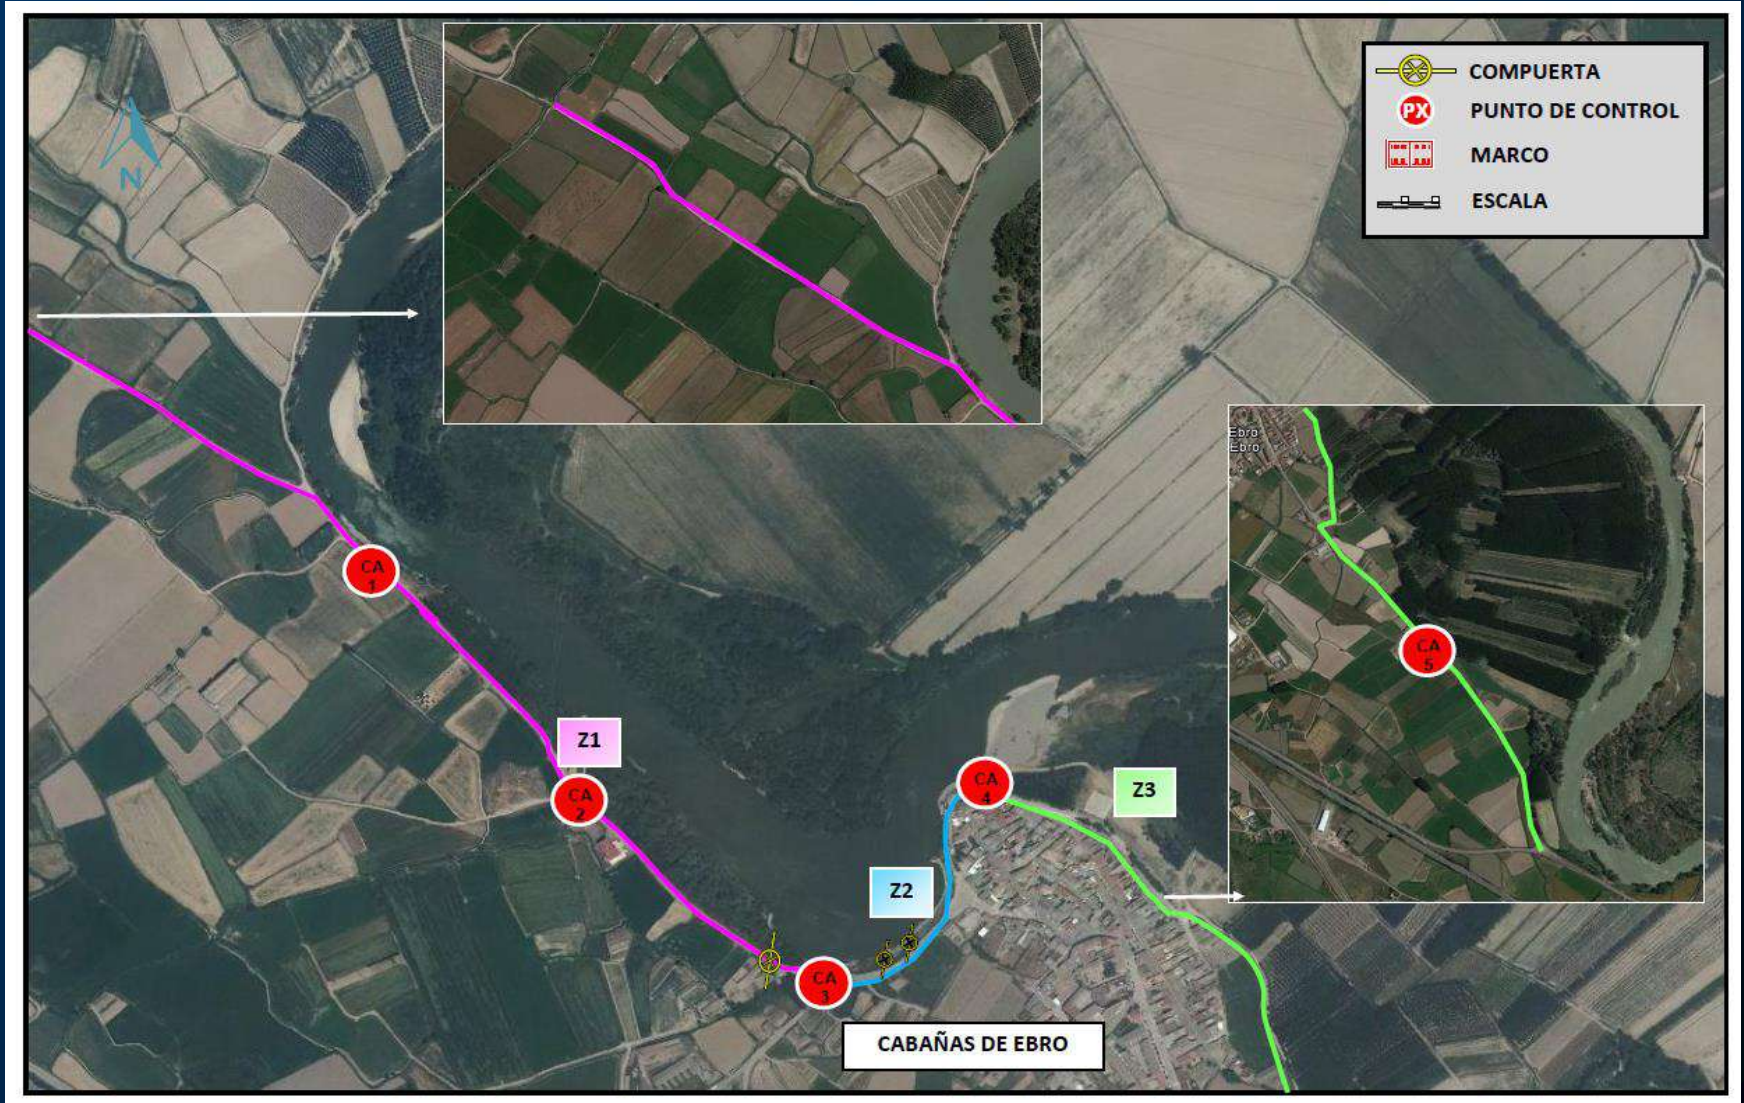 COMPUERTA
PX PUNTO DE CONTROL
MARCO
ESCALA
N
Ebro
Ebro
CA
1
CA
5
Z1
CA
2
CA
4
Z3
Z2
CA
3
CABAÑAS DE EBRO